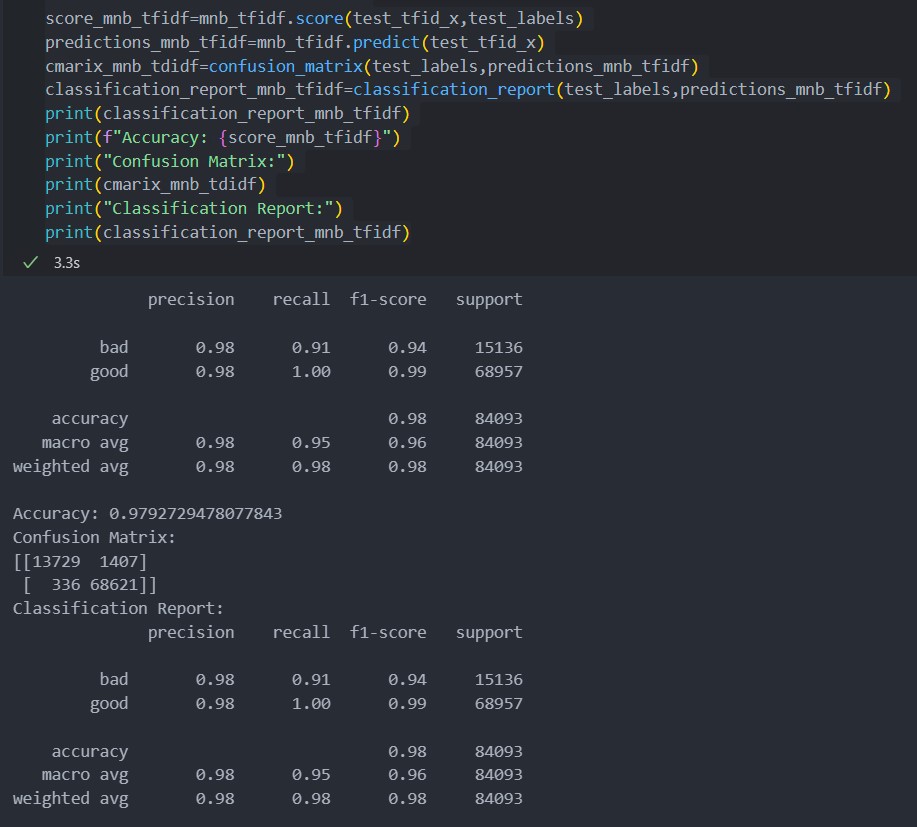 score_mnb_tfidf=mnb_tfidf.score(test_tfid_x,test_labels)
predictions_mnb_tfidf=mnb_tfidf.predict(test_tfid_x)
cmarix_mnb_tdidf=confusion_matrix(test_labels,predictions_mnb_tfidf)
classification_report_mnb_tfidf=classification_report(test_labels,predictions_mnb_tfidf)
print(classification_report_mnb_tfidf)
print(f"Accuracy: {score_mnb_tfidf}")
print("Confusion Matrix:")
print(cmarix_mnb_tdidf)
print("Classification Report:")
print(classification_report_mnb_tfidf)
✓ 3.3s
precision recall f1-score support
bad 0.98 0.91 0.94 15136
good 0.98 1.00 0.99 68957
accuracy 0.98 84093
macro avg 0.98 0.95 0.96 84093
weighted avg 0.98 0.98 0.98 84093
Accuracy: 0.9792729478077843
Confusion Matrix:
[[13729 1407]
[ 336 68621]]
Classification Report:
precision recall f1-score support
bad 0.98 0.91 0.94 15136
good 0.98 1.00 0.99 68957
accuracy 0.98 84093
macro avg 0.98 0.95 0.96 84093
weighted avg 0.98 0.98 0.98 84093